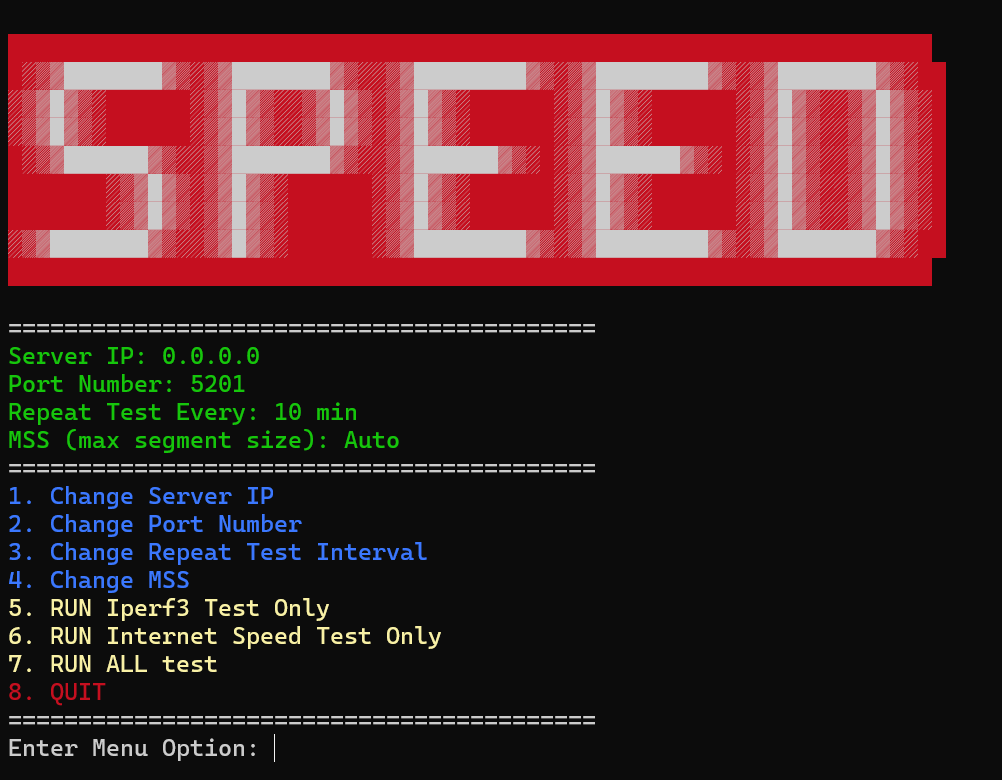 SPEED
==========================================
Server IP: 0.0.0.0
Port Number: 5201
Repeat Test Every: 10 min
MSS (max segment size): Auto
==========================================
1. Change Server IP
2. Change Port Number
3. Change Repeat Test Interval
4. Change MSS
5. RUN Iperf3 Test Only
6. RUN Internet Speed Test Only
7. RUN ALL test
8. QUIT
==========================================
Enter Menu Option: